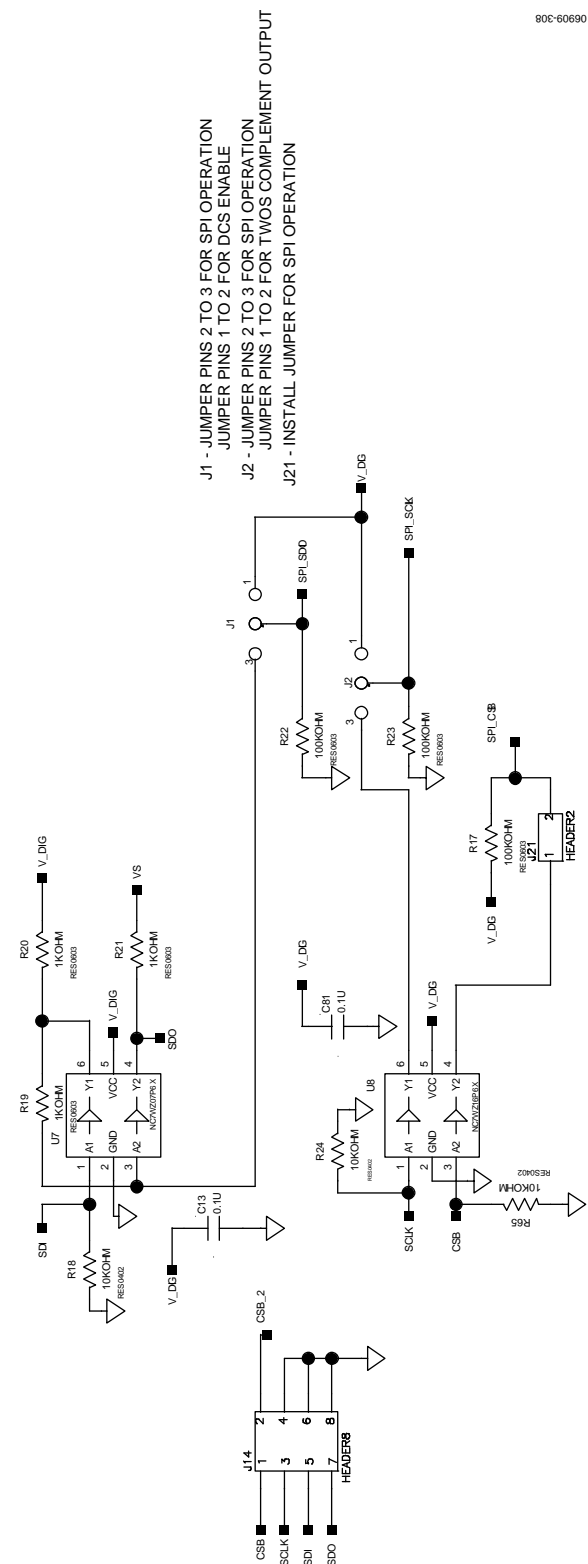 06909-308
J1 - JUMPER PINS 2 TO 3 FOR SPI OPERATION
JUMPER PINS 1 TO 2 FOR DCS ENABLE
J2 - JUMPER PINS 2 TO 3 FOR SPI OPERATION
JUMPER PINS 1 TO 2 FOR TWOS COMPLEMENT OUTPUT
J21 - INSTALL JUMPER FOR SPI OPERATION
V_DIG
1
J1
3
SPI_SDIO
R22
100KOHM
RES0603
1
J2
3
SPI_SCLK
R23
100KOHM
RES0603
SPI_CSB
R17
100KOHM
RES0603
V_DIG
J21
1
2
HEADER2
V_DIG
R20
1KOHM
RES0603
VS
R21
1KOHM
RES0603
V_DIG
SDO
R19
1KOHM
RES0603
U7
1
A1
Y1
6
2
GND
VCC
5
3
A2
Y2
4
NC7WZ07P6X
SDI
R18
10KOHM
RES0402
V_DIG
C13
0.1U
V_DIG
C81
0.1U
U8
1
A1
Y1
6
2
GND
VCC
5
3
A2
Y2
4
NC7WZ16P6X
V_DIG
R24
10KOHM
RES0402
SCLK
CSB
R65
10KOHM
RES0402
CSB_2
J14
1
2
3
4
5
6
7
8
HEADER8
CSB
SCLK
SDI
SDO